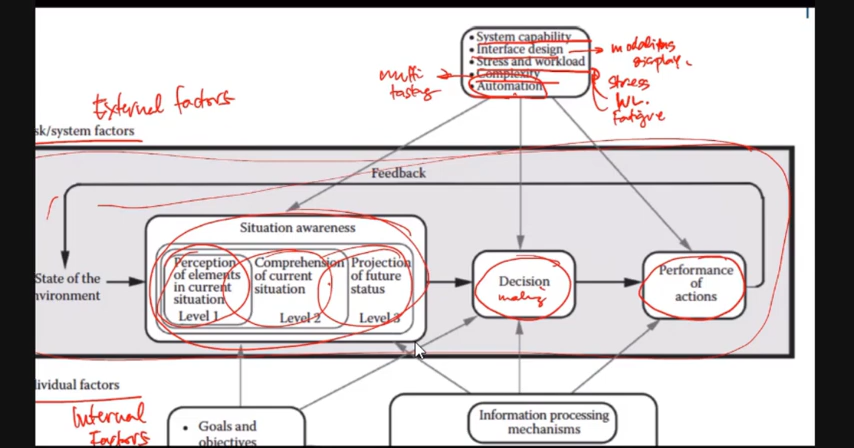 • System capability
• Interface design
• Stress and workload
• Complexity
• Automation
modalities
display.
multi
tasking
Stress
WL.
Fatigue
External factors
sk/system factors
Feedback
Situation awareness
Perception
of elements
in current
situation
Level 1
Comprehension
of current
situation
Level 2
Projection
of future
status
Level 3
State of the
nvironment
Decision
making
Performance
of
actions
dividual factors
Internal
Factors
• Goals and
objectives
Information processing
mechanisms